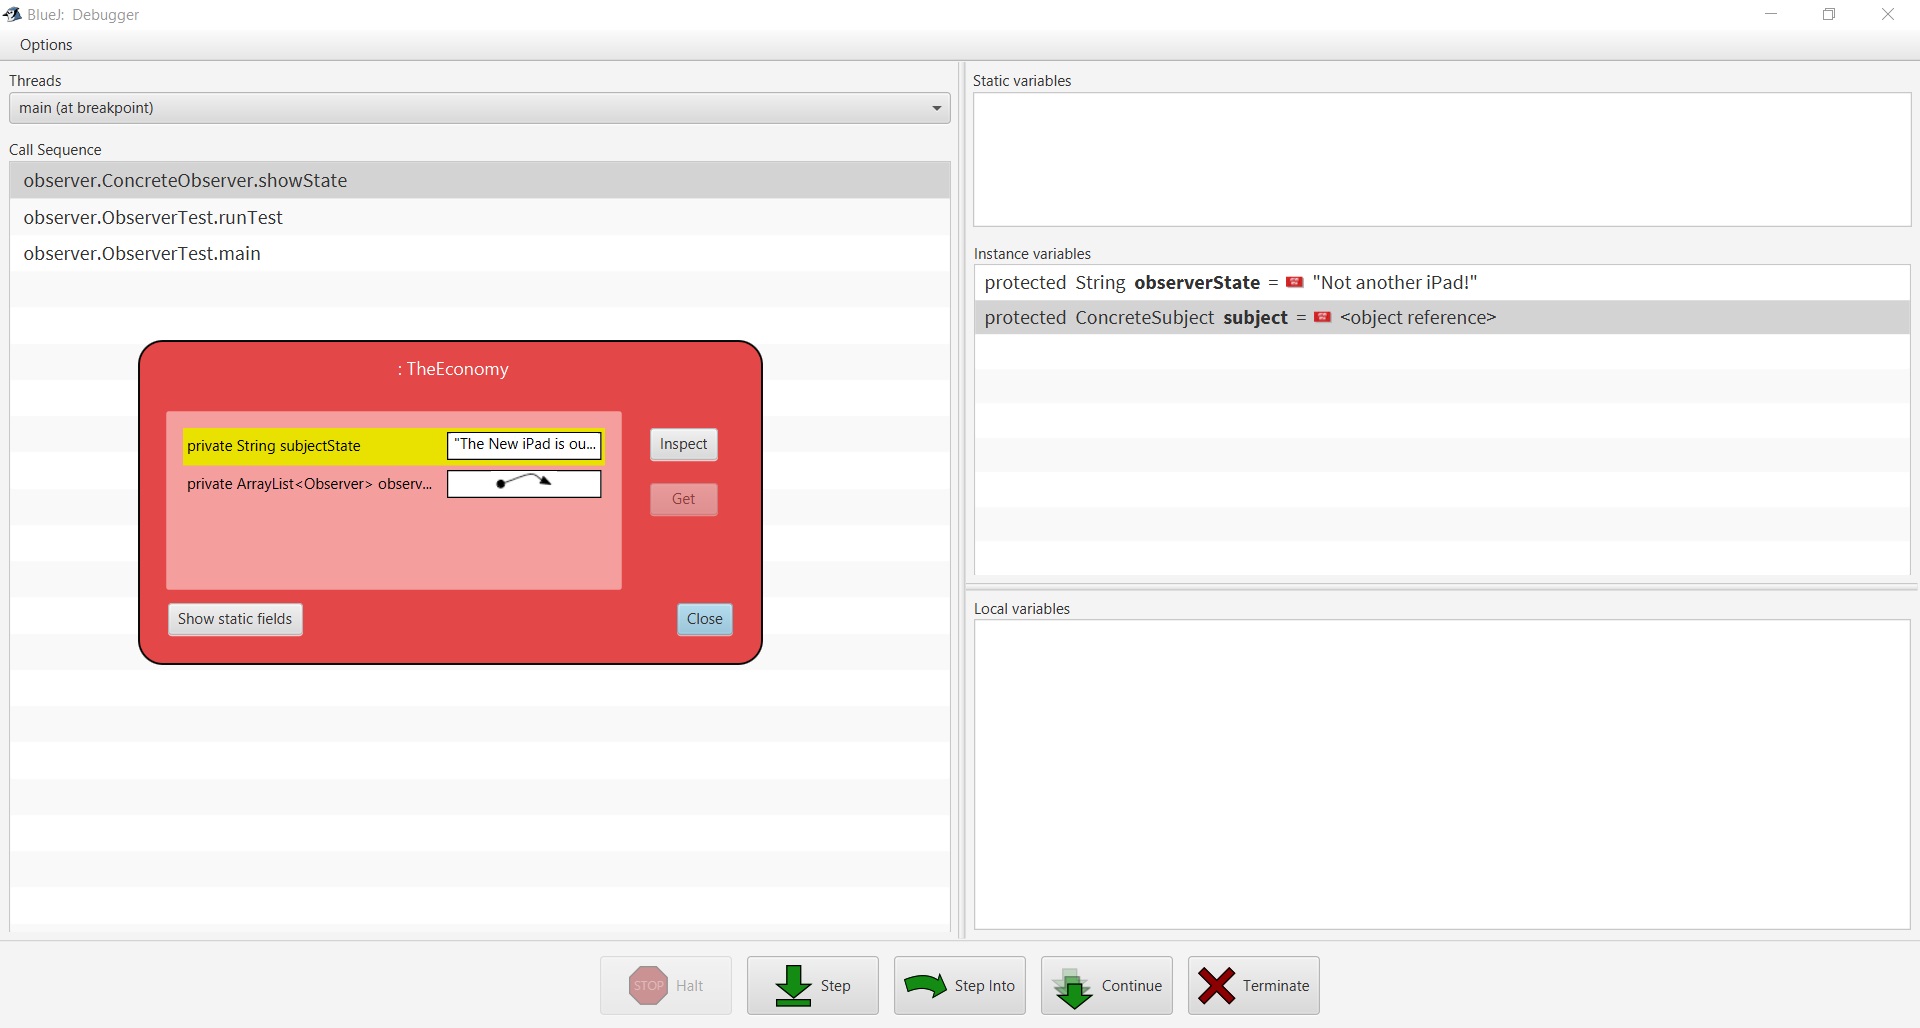 BlueJ: Debugger
Options
Threads
main (at breakpoint)
Call Sequence
observer.ConcreteObserver.showState
observer.ObserverTest.runTest
observer.ObserverTest.main
: TheEconomy
private String subjectState "The New iPad is ou...
private ArrayList<Observer> observ...
Inspect
Get
Show static fields
Close
Static variables
Instance variables
protected String observerState = "Not another iPad!"
protected ConcreteSubject subject = <object reference>
Local variables
STOP Halt
Step
Step Into
Continue
Terminate